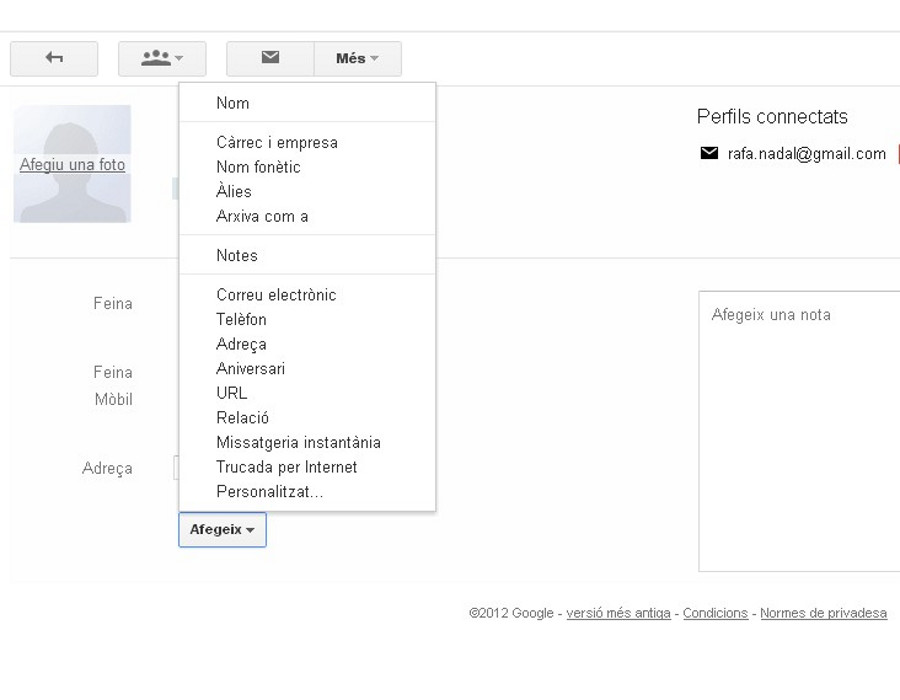 Més
Nom
Càrrec i empresa
Nom fonètic
Àlies
Arxiva com a
Notes
Correu electrònic
Telèfon
Adreça
Aniversari
URL
Relació
Missatgeria instantània
Trucada per Internet
Personalitzat...
Afegeix
Afegiu una foto
Perfils connectats
rafa.nadal@gmail.com
Feina
Feina
Mòbil
Adreça
Afegeix una nota
©2012 Google - versió més antiga - Condicions - Normes de privadesa